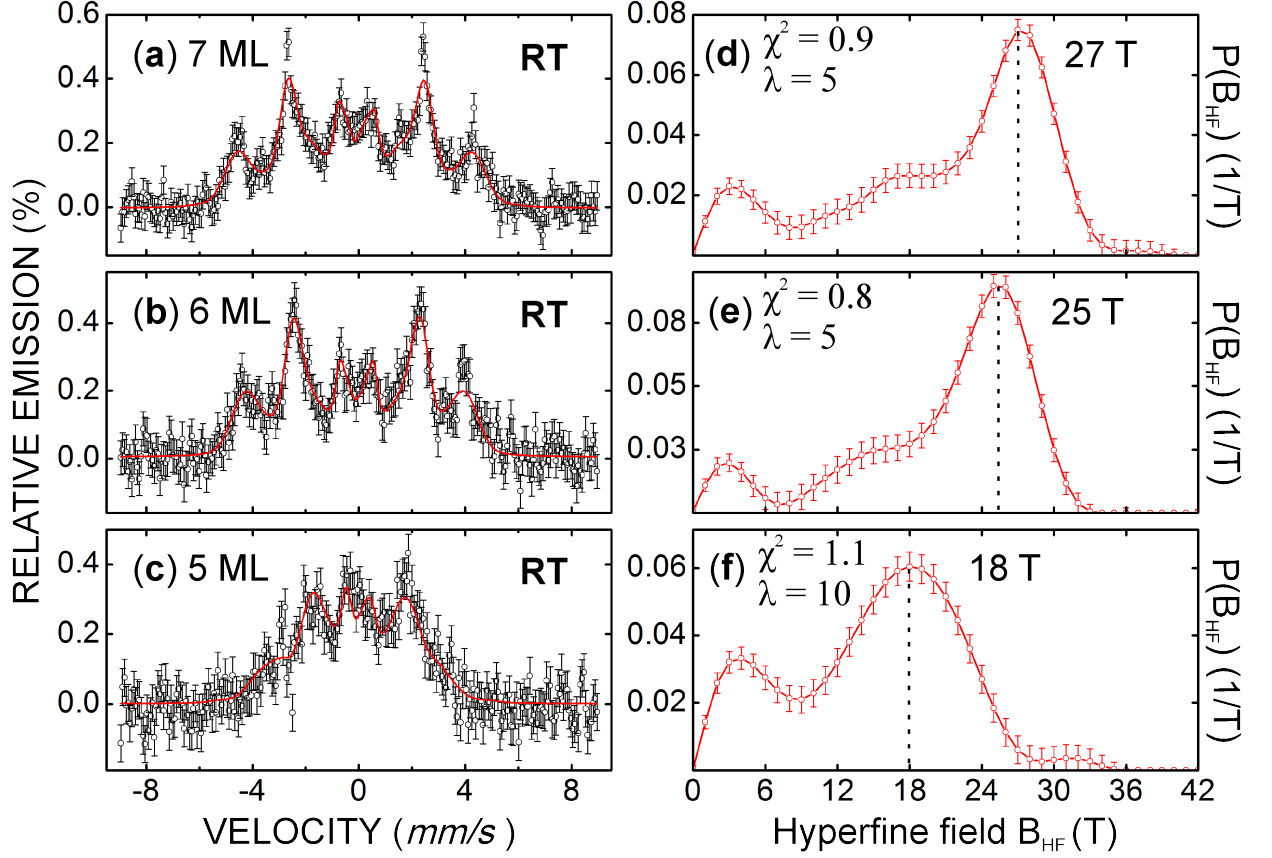 RELATIVE EMISSION (%)
(a) 7 ML
RT
0.6
0.4
0.2
0.0
(b) 6 ML
RT
0.4
0.2
0.0
(c) 5 ML
RT
0.4
0.2
0.0
-8 -4 0 4 8
VELOCITY (mm/s )
(d) χ² = 0.9
λ = 5
27 T
0.08
0.06
0.04
0.02
P(B_HF) (1/T)
(e) χ² = 0.8
λ = 5
25 T
0.08
0.05
0.03
P(B_HF) (1/T)
(f) χ² = 1.1
λ = 10
18 T
0.06
0.04
0.02
P(B_HF) (1/T)
0 6 12 18 24 30 36 42
Hyperfine field B_HF (T)